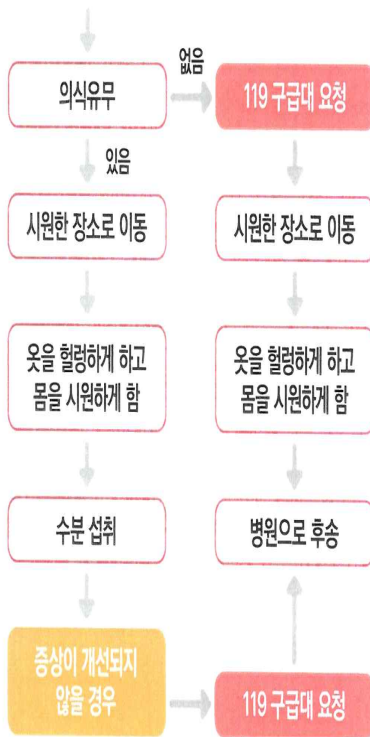 의식유무
없음
119 구급대 요청
있음
시원한 장소로 이동
시원한 장소로 이동
옷을 헐렁하게 하고
몸을 시원하게 함
옷을 헐렁하게 하고
몸을 시원하게 함
수분 섭취
병원으로 후송
증상이 개선되지
않을 경우
119 구급대 요청